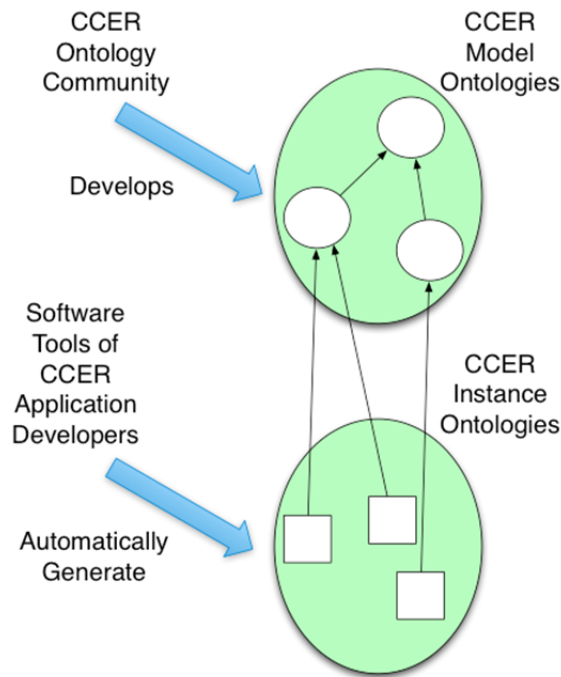 CCER
Ontology
Community
CCER
Model
Ontologies
Develops
Software
Tools of
CCER
Application
Developers
CCER
Instance
Ontologies
Automatically
Generate